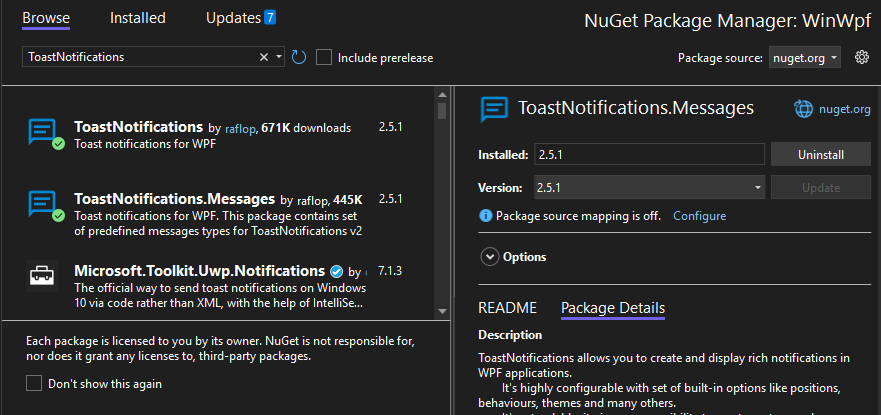 Browse Installed Updates 7 NuGet Package Manager: WinWpf
ToastNotifications Include prerelease Package source: nuget.org
ToastNotifications by raflop, 671K downloads 2.5.1
Toast notifications for WPF
ToastNotifications.Messages by raflop, 445K 2.5.1
Toast notifications for WPF. This package contains set
of predefined messages types for ToastNotifications v2
Microsoft.Toolkit.Uwp.Notifications by 7.1.3
The official way to send toast notifications on Windows
10 via code rather than XML, with the help of IntelliSe...
Each package is licensed to you by its owner. NuGet is not responsible for,
nor does it grant any licenses to, third-party packages.
Don't show this again
ToastNotifications.Messages nuget.org
Installed: 2.5.1 Uninstall
Version: 2.5.1 Update
Package source mapping is off. Configure
Options
README Package Details
Description
ToastNotifications allows you to create and display rich notifications in
WPF applications.
It's highly configurable with set of built-in options like positions,
behaviours, themes and many others.